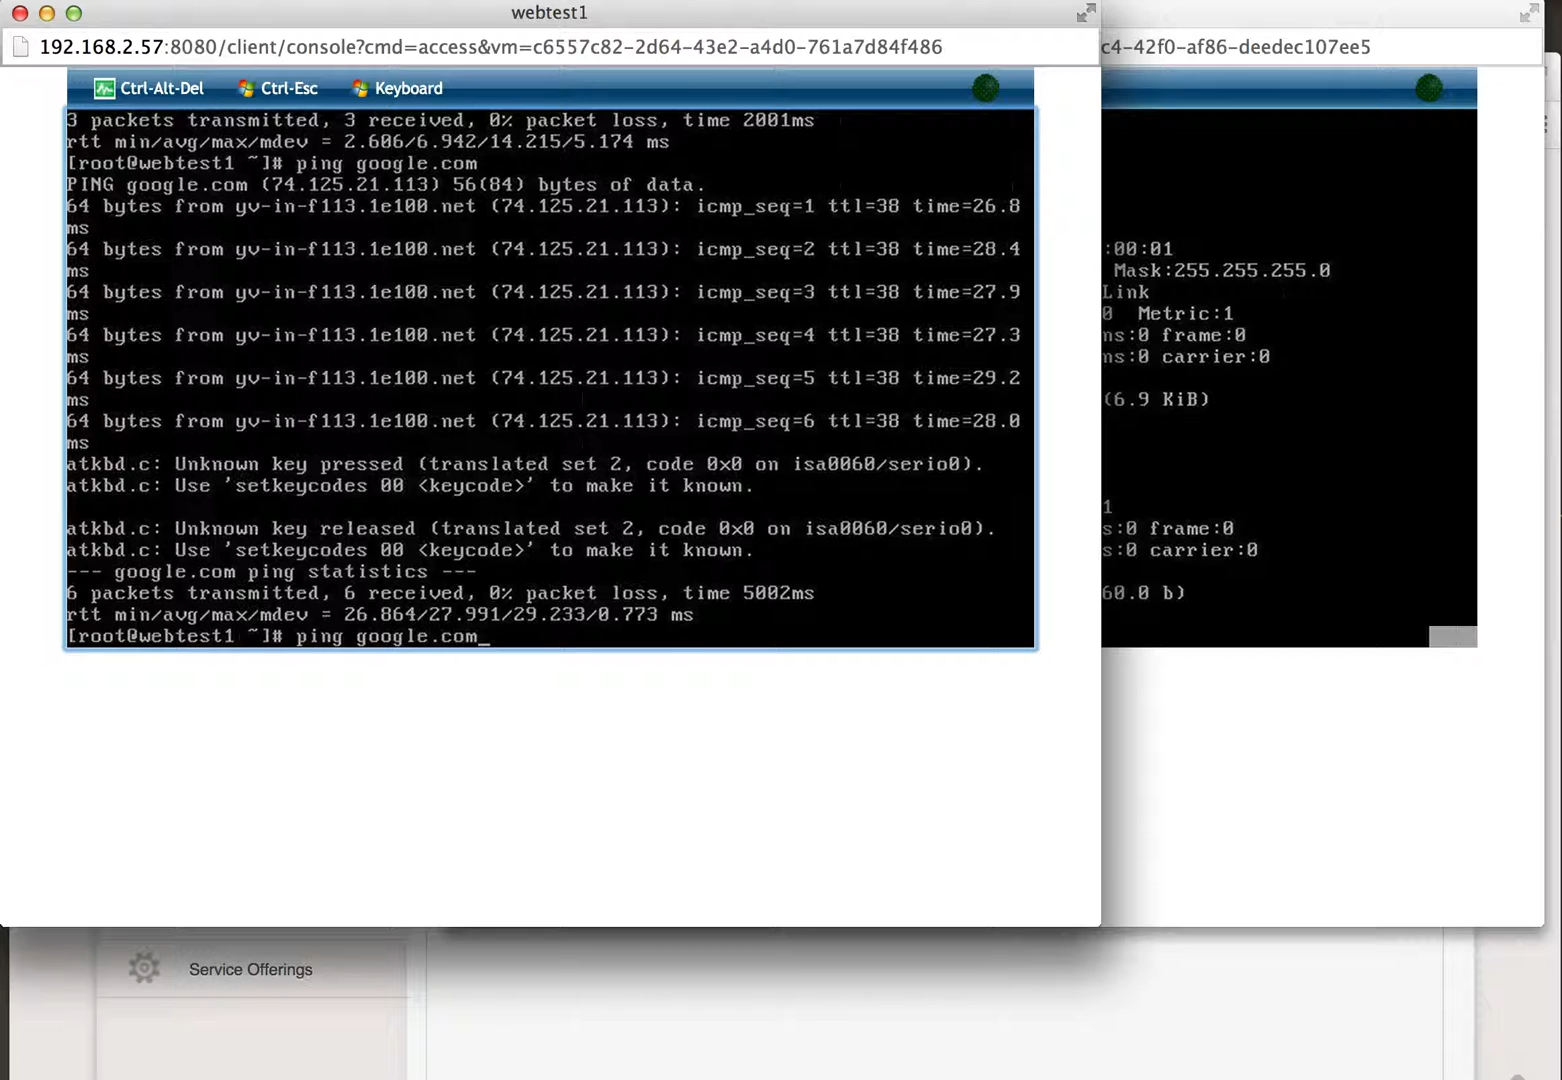 webtest1
192.168.2.57:8080/client/console?cmd=access&vm=c6557c82-2d64-43e2-a4d0-761a7d84f486
c4-42f0-af86-deedec107ee5
Ctrl-Alt-Del Ctrl-Esc Keyboard
3 packets transmitted, 3 received, 0% packet loss, time 2001ms
rtt min/avg/max/mdev = 2.606/6.942/14.215/5.174 ms
[root@webtest1 ~]# ping google.com
PING google.com (74.125.21.113) 56(84) bytes of data.
64 bytes from yv-in-f113.1e100.net (74.125.21.113): icmp_seq=1 ttl=38 time=26.8
ms
64 bytes from yv-in-f113.1e100.net (74.125.21.113): icmp_seq=2 ttl=38 time=28.4
ms
64 bytes from yv-in-f113.1e100.net (74.125.21.113): icmp_seq=3 ttl=38 time=27.9
ms
64 bytes from yv-in-f113.1e100.net (74.125.21.113): icmp_seq=4 ttl=38 time=27.3
ms
64 bytes from yv-in-f113.1e100.net (74.125.21.113): icmp_seq=5 ttl=38 time=29.2
ms
64 bytes from yv-in-f113.1e100.net (74.125.21.113): icmp_seq=6 ttl=38 time=28.0
ms
atkbd.c: Unknown key pressed (translated set 2, code 0x0 on isa0060/serio0).
atkbd.c: Use 'setkeycodes 00 <keycode>' to make it known.
atkbd.c: Unknown key released (translated set 2, code 0x0 on isa0060/serio0).
atkbd.c: Use 'setkeycodes 00 <keycode>' to make it known.
--- google.com ping statistics ---
6 packets transmitted, 6 received, 0% packet loss, time 5002ms
rtt min/avg/max/mdev = 26.864/27.991/29.233/0.773 ms
[root@webtest1 ~]# ping google.com_
:00:01
Mask:255.255.255.0
Link
0 Metric:1
ms:0 frame:0
ms:0 carrier:0
(6.9 KiB)
1
s:0 frame:0
s:0 carrier:0
60.0 b)
Service Offerings